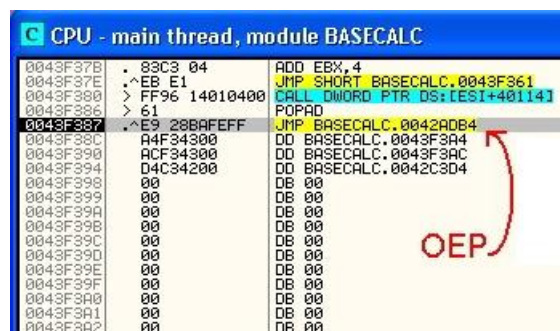 C CPU - main thread, module BASECALC
0043F37B . 83C3 04 ADD EBX,4
0043F37E .^EB E1 JMP SHORT BASECALC.0043F361
0043F380 > FF96 14010400 CALL DWORD PTR DS:[ESI+40114]
0043F386 > 61 POPAD
0043F387 .^E9 28BAFEFF JMP BASECALC.0042ADB4
0043F38C A4F34300 DD BASECALC.0043F3A4
0043F390 ACF34300 DD BASECALC.0043F3AC
0043F394 D4C34200 DD BASECALC.0042C3D4
0043F398 00 DB 00
0043F399 00 DB 00
0043F39A 00 DB 00
0043F39B 00 DB 00
0043F39C 00 DB 00
0043F39D 00 DB 00
0043F39E 00 DB 00
0043F39F 00 DB 00
0043F3A0 00 DB 00
0043F3A1 00 DB 00
0043F3A2 00 DB 00
OEP